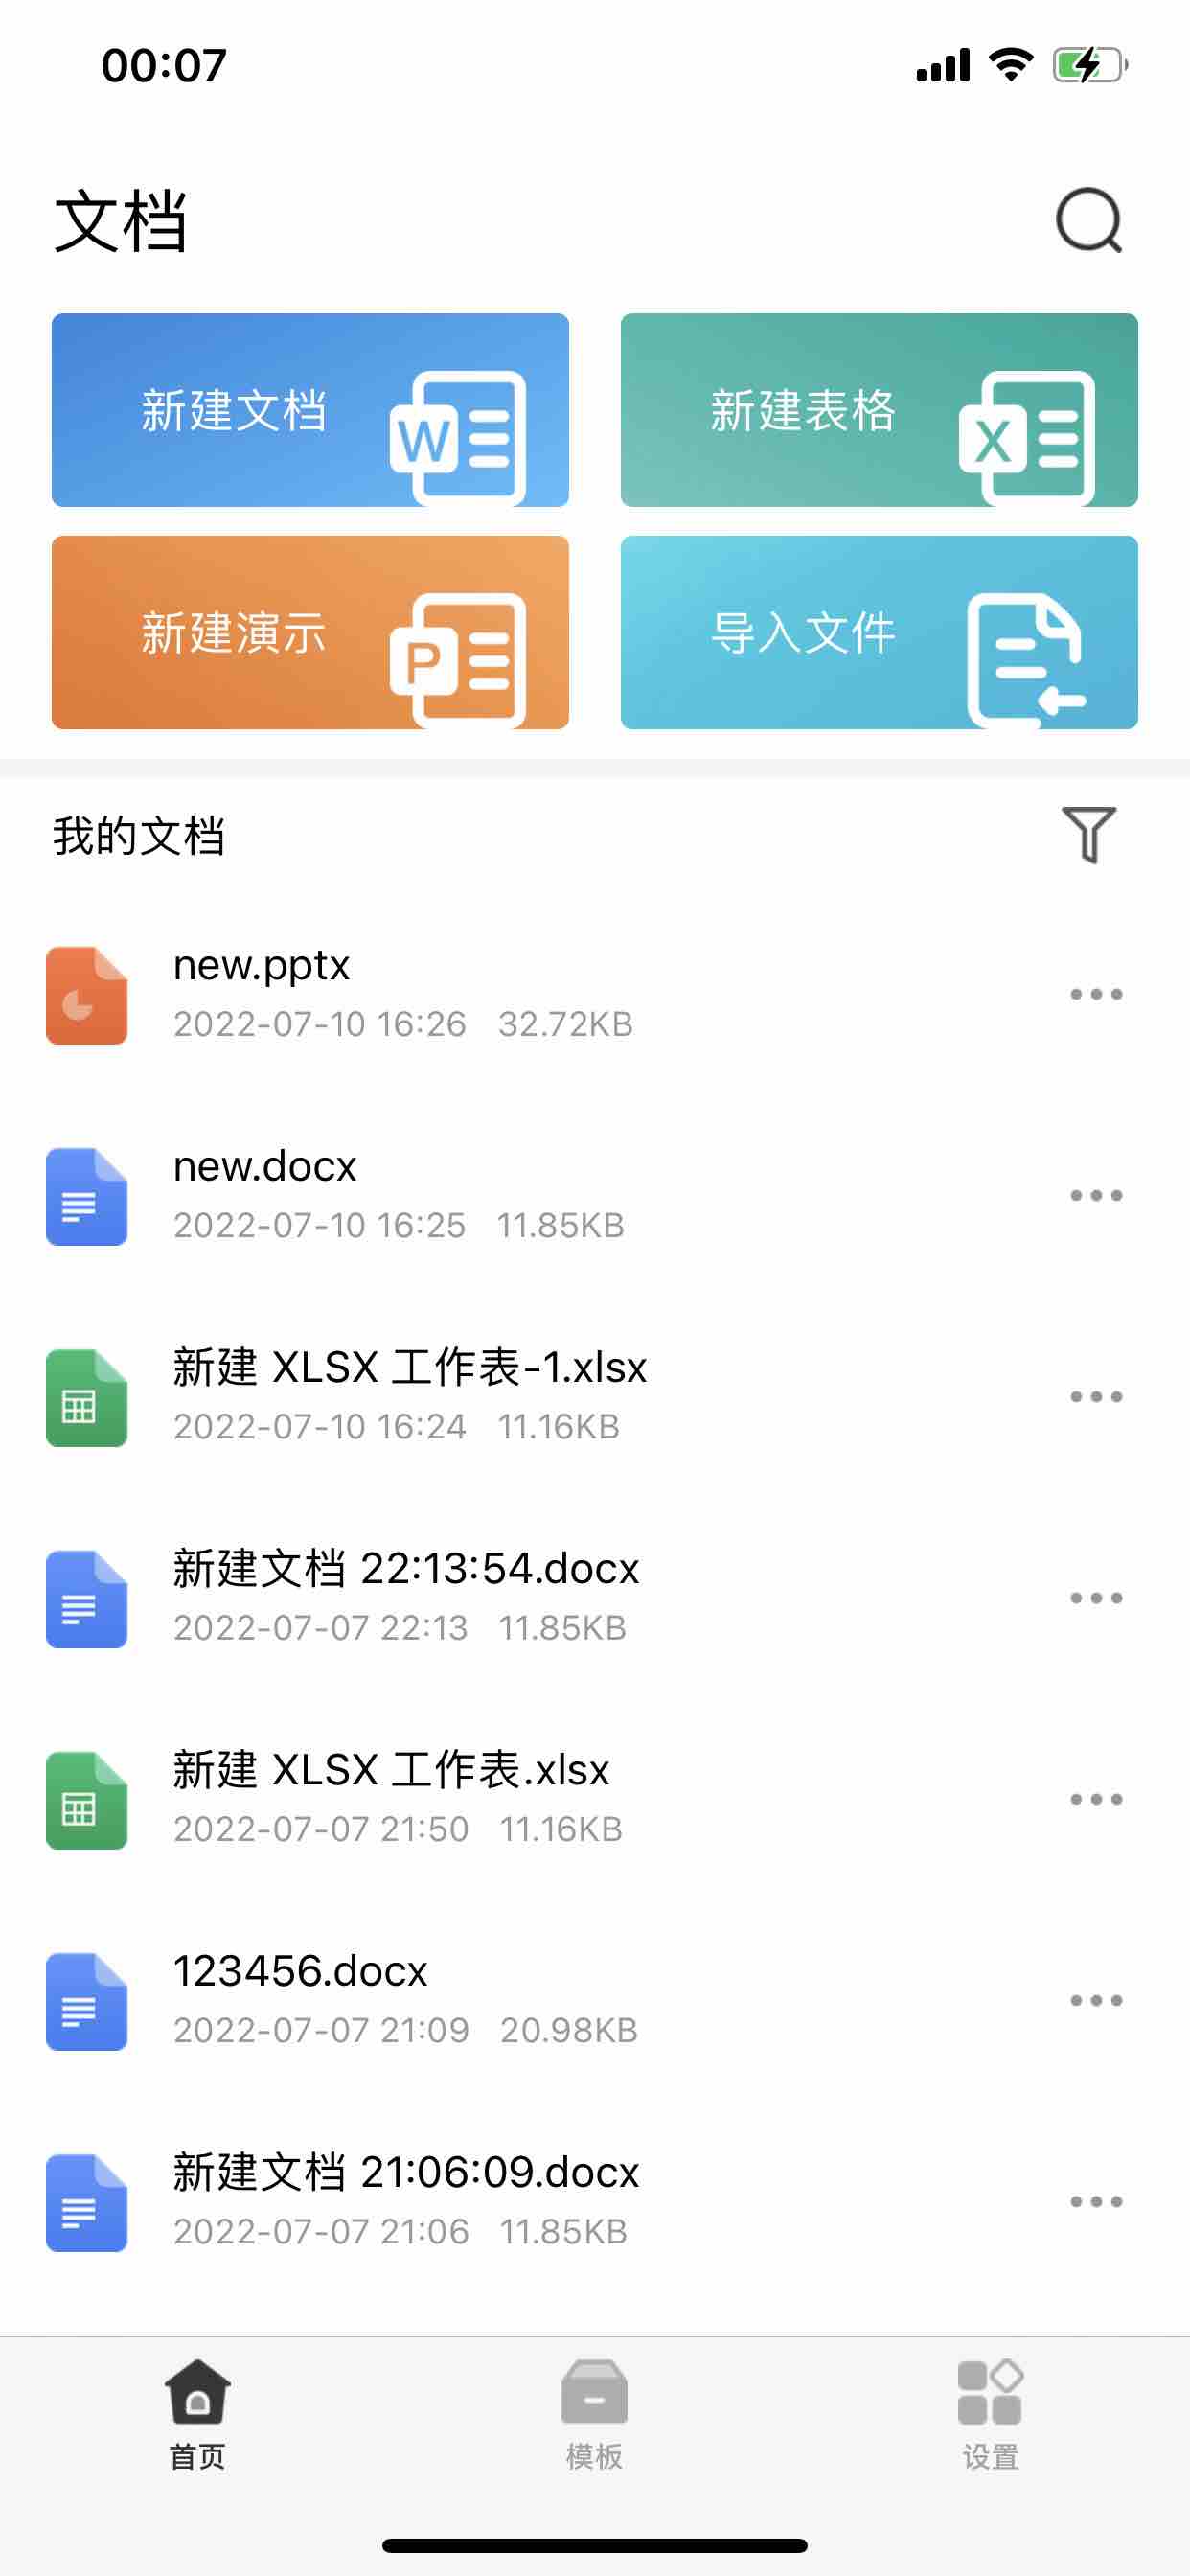 00:07
文档
新建文档 W
新建表格 X
新建演示 P
导入文件
我的文档
new.pptx
2022-07-10 16:26 32.72KB
new.docx
2022-07-10 16:25 11.85KB
新建 XLSX 工作表-1.xlsx
2022-07-10 16:24 11.16KB
新建文档 22:13:54.docx
2022-07-07 22:13 11.85KB
新建 XLSX 工作表.xlsx
2022-07-07 21:50 11.16KB
123456.docx
2022-07-07 21:09 20.98KB
新建文档 21:06:09.docx
2022-07-07 21:06 11.85KB
首页
模板
设置